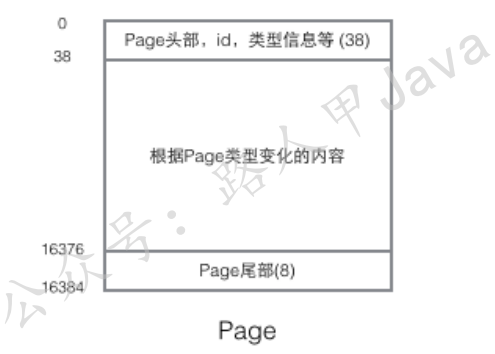 0
Page头部，id，类型信息等 (38)
38
根据Page类型变化的内容
16376
Page尾部(8)
16384
Page
公众号：路人甲Java